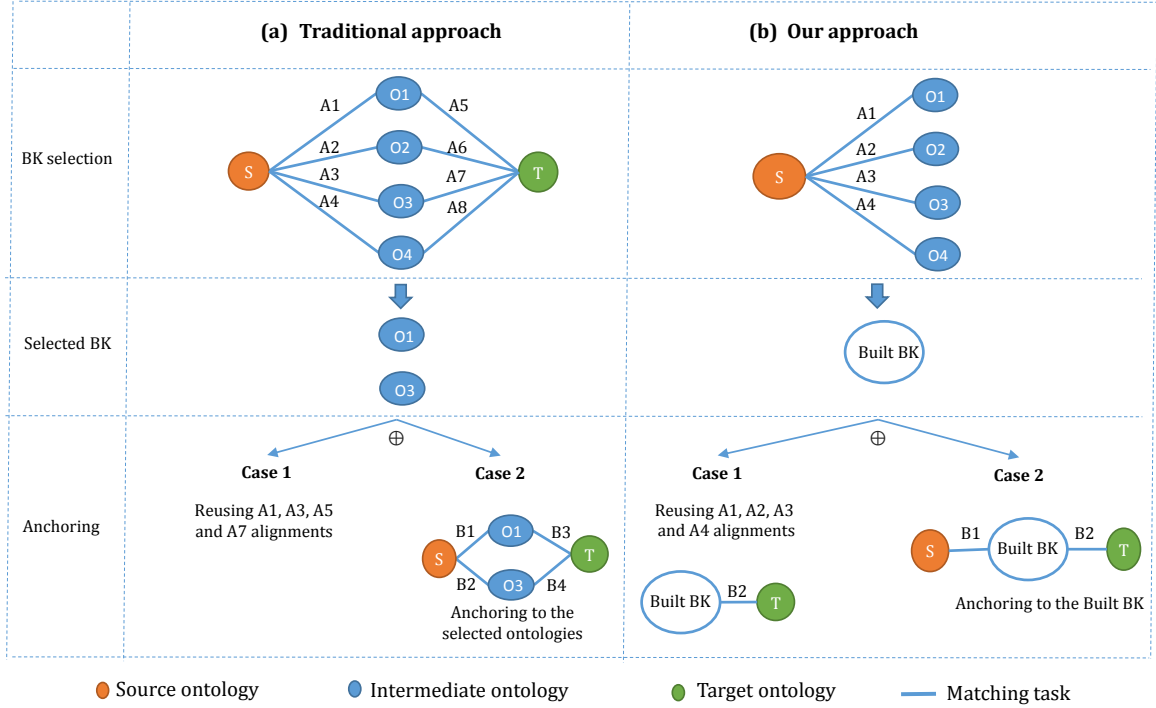 (a) Traditional approach
(b) Our approach
BK selection
A1
A2
A3
A4
S
O1
O2
O3
O4
A5
A6
A7
A8
T
A1
A2
A3
A4
S
O1
O2
O3
O4
Selected BK
O1
O3
Built BK
Anchoring
⊕
Case 1
Reusing A1, A3, A5
and A7 alignments
Case 2
B1
O1
B3
S
T
B2
O3
B4
Anchoring to the
selected ontologies
⊕
Case 1
Reusing A1, A2, A3
and A4 alignments
Built BK
B2
T
Case 2
S
B1
Built BK
B2
T
Anchoring to the Built BK
Source ontology
Intermediate ontology
Target ontology
Matching task